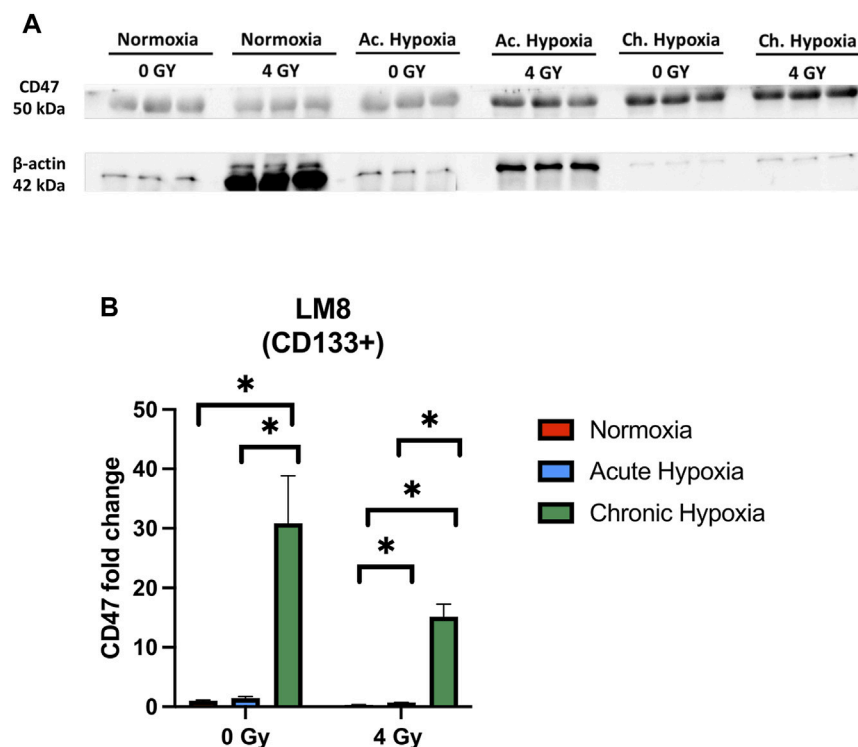 A
Normoxia Normoxia Ac. Hypoxia Ac. Hypoxia Ch. Hypoxia Ch. Hypoxia
0 GY 4 GY 0 GY 4 GY 0 GY 4 GY
CD47
50 kDa
β-actin
42 kDa
B
LM8
(CD133+)
* * * * *
CD47 fold change
50
40
30
20
10
0
0 Gy 4 Gy
Normoxia
Acute Hypoxia
Chronic Hypoxia